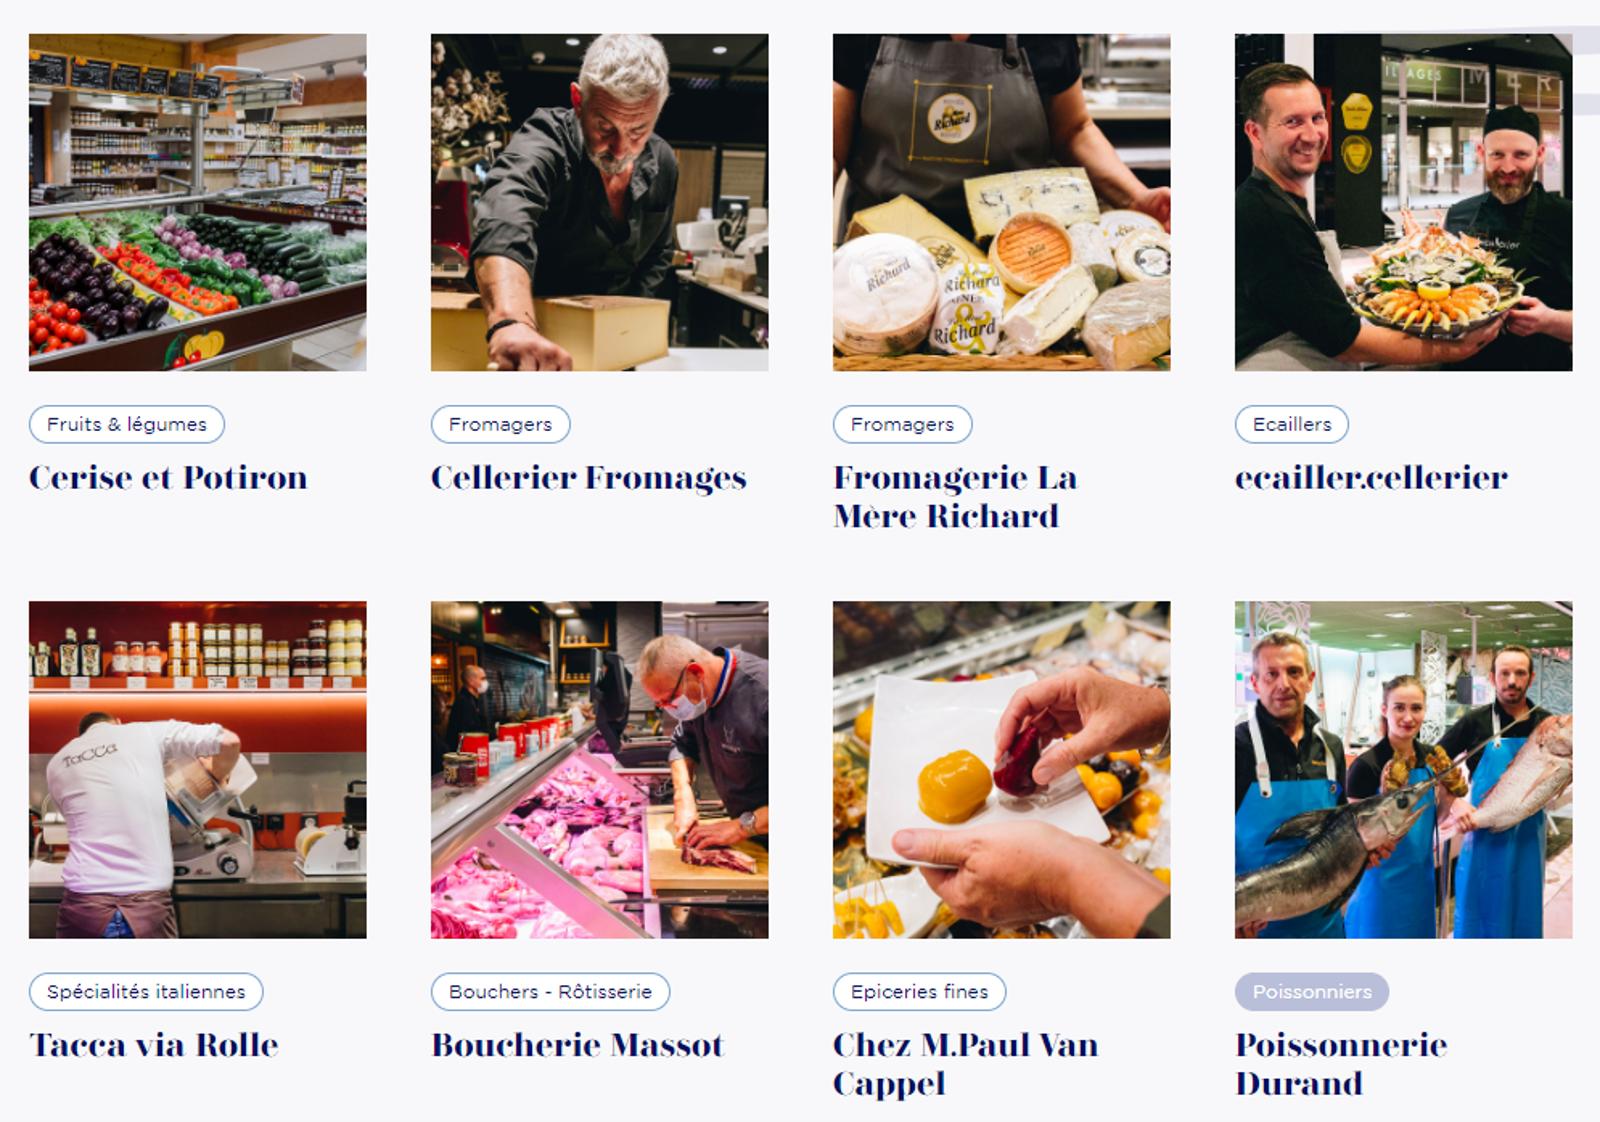 Richard
Richard
Richard
Richard
TaCCa
Fruits & légumes
Fromagers
Fromagers
Ecaillers
Cerise et Potiron
Cellerier Fromages
Fromagerie La
Mère Richard
ecailler.cellerier
Spécialités italiennes
Bouchers - Rôtisserie
Epiceries fines
Poissonniers
Tacca via Rolle
Boucherie Massot
Chez M.Paul Van
Cappel
Poissonnerie
Durand